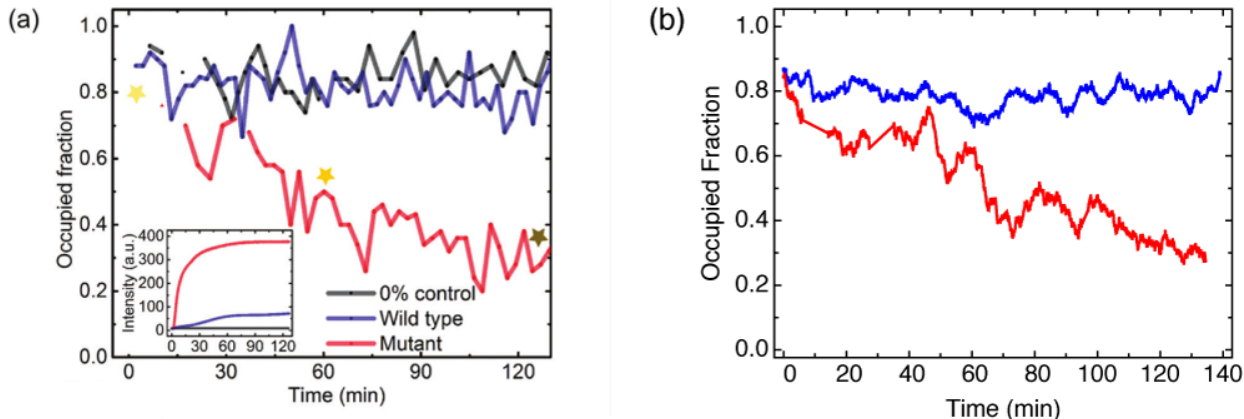 (a)
1.0
0.8
0.6
0.4
0.2
0.0
Occupied fraction
400
300
200
100
0
Intensity (a.u.)
0 30 60 90 120
0% control
Wild type
Mutant
0 30 60 90 120
Time (min)
(b)
1.0
0.8
0.6
0.4
0.2
0.0
Occupied Fraction
0 20 40 60 80 100 120 140
Time (min)